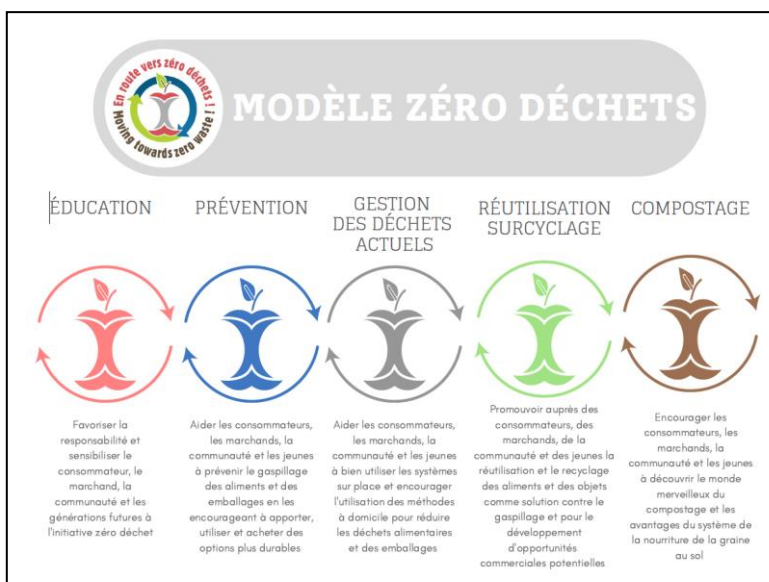 En route vers zéro déchets !
Moving towards zero waste !
MODÈLE ZÉRO DÉCHETS
ÉDUCATION
Favoriser la
responsabilité et
sensibiliser le
consommateur, le
marchand, la
communauté et les
générations futures à
l'initiative zéro déchet
PRÉVENTION
Aider les consommateurs,
les marchands, la
communauté et les jeunes
à prévenir le gaspillage
des aliments et des
emballages en les
encourageant à apporter,
utiliser et acheter des
options plus durables
GESTION
DES DÉCHETS
ACTUELS
Aider les consommateurs,
les marchands, la
communauté et les jeunes
à bien utiliser les systèmes
sur place et encourager
l'utilisation des méthodes
à domicile pour réduire
les déchets alimentaires
et des emballages
RÉUTILISATION
SURCYCLAGE
Promouvoir auprès des
consommateurs, des
marchands, de la
communauté et des jeunes la
réutilisation et le recyclage
des aliments et des objets
comme solution contre le
gaspillage et pour le
développement
d'opportunités
commerciales potentielles
COMPOSTAGE
Encourager les
consommateurs, les
marchands, la
communauté et les jeunes
à découvrir le monde
merveilleux du
compostage et les
avantages du système de
la nourriture de la graine
au sol